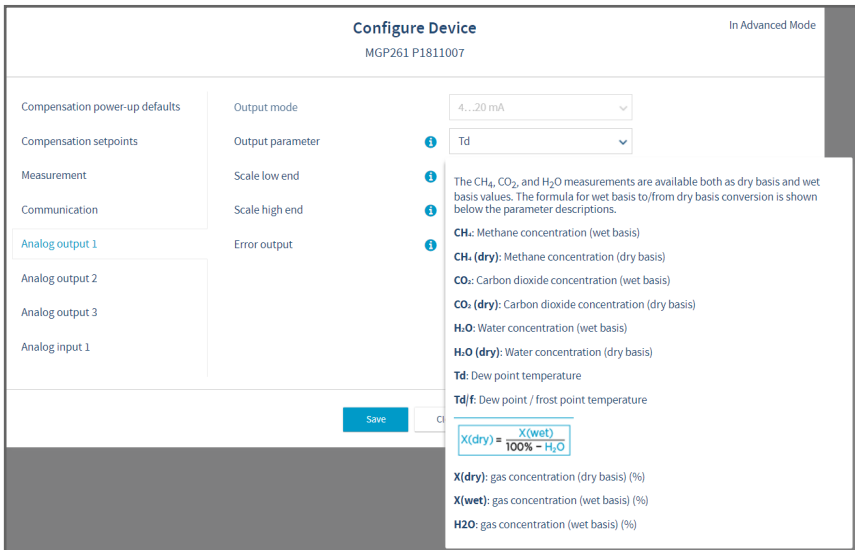 Configure Device
In Advanced Mode
MGP261 P1811007
Compensation power-up defaults
Compensation setpoints
Measurement
Communication
Analog output 1
Analog output 2
Analog output 3
Analog input 1
Output mode
4…20 mA
Output parameter
Td
Scale low end
Scale high end
Error output
Save
The CH₄, CO₂, and H₂O measurements are available both as dry basis and wet
basis values. The formula for wet basis to/from dry basis conversion is shown
below the parameter descriptions.
CH₄: Methane concentration (wet basis)
CH₄ (dry): Methane concentration (dry basis)
CO₂: Carbon dioxide concentration (wet basis)
CO₂ (dry): Carbon dioxide concentration (dry basis)
H₂O: Water concentration (wet basis)
H₂O (dry): Water concentration (dry basis)
Td: Dew point temperature
Td/f: Dew point / frost point temperature
X(dry) = X(wet) / 100% − H₂O
X(dry): gas concentration (dry basis) (%)
X(wet): gas concentration (wet basis) (%)
H2O: gas concentration (wet basis) (%)